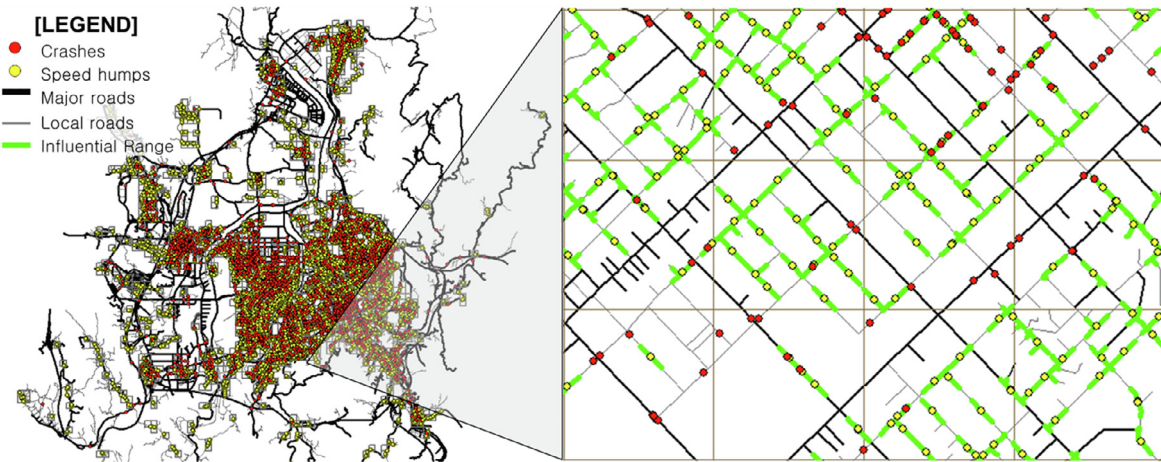 [LEGEND]
Crashes
Speed humps
Major roads
Local roads
Influential Range